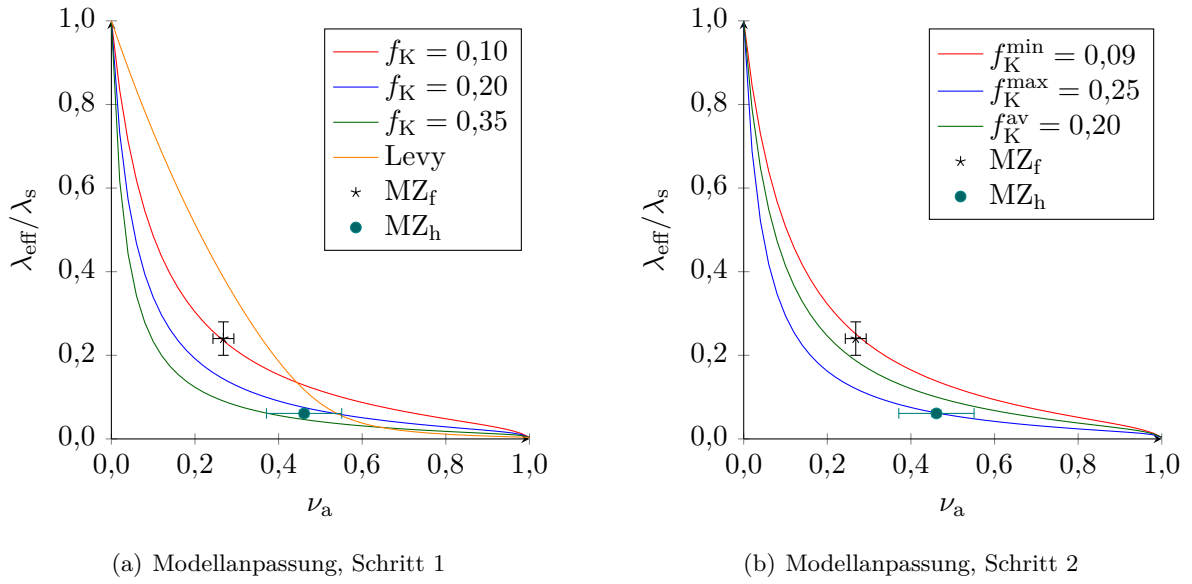 1,0
0,8
0,6
0,4
0,2
0,0
λeff/λs
0,0 0,2 0,4 0,6 0,8 1,0
νa
fK = 0,10
fK = 0,20
fK = 0,35
Levy
MZf
MZh
(a) Modellanpassung, Schritt 1
1,0
0,8
0,6
0,4
0,2
0,0
λeff/λs
0,0 0,2 0,4 0,6 0,8 1,0
νa
fKmin = 0,09
fKmax = 0,25
fKav = 0,20
MZf
MZh
(b) Modellanpassung, Schritt 2